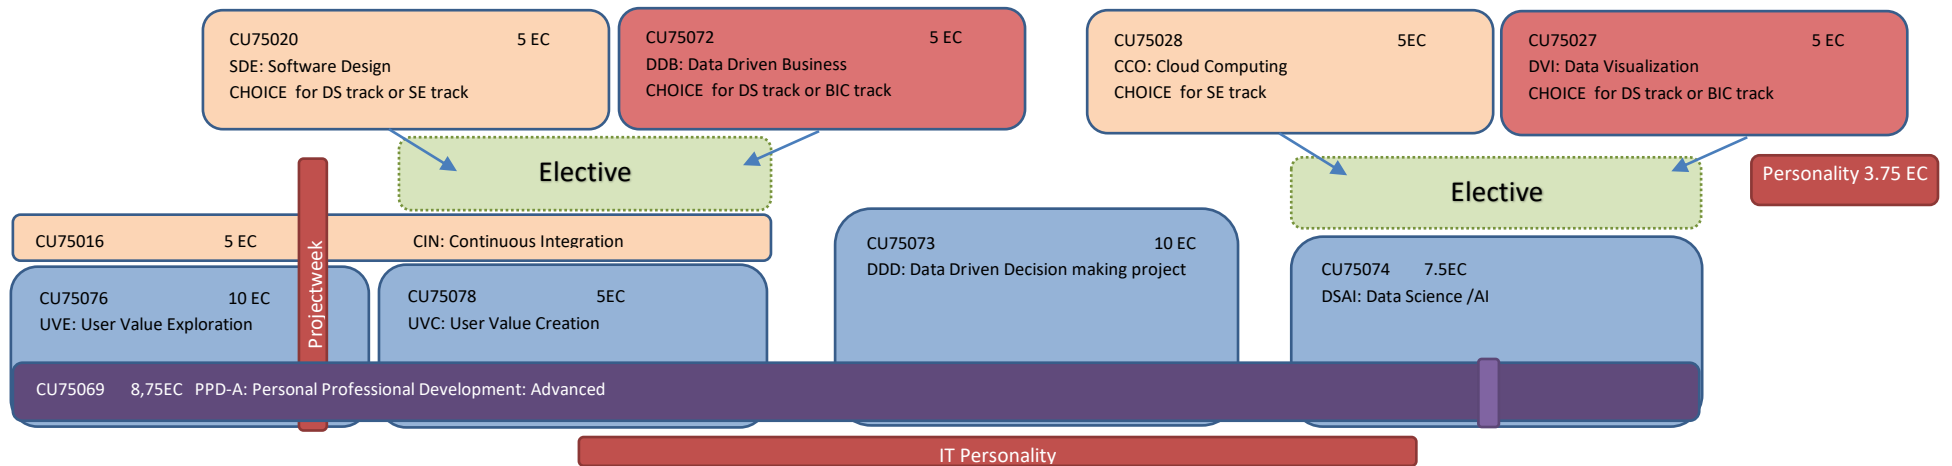 CU75020 5 EC
SDE: Software Design
CHOICE for DS track or SE track
CU75072 5 EC
DDB: Data Driven Business
CHOICE for DS track or BIC track
CU75028 5EC
CCO: Cloud Computing
CHOICE for SE track
CU75027 5 EC
DVI: Data Visualization
CHOICE for DS track or BIC track
Elective
Elective
Personality 3.75 EC
Projectweek
CU75016 5 EC CIN: Continuous Integration
CU75076 10 EC
UVE: User Value Exploration
CU75078 5EC
UVC: User Value Creation
CU75073 10 EC
DDD: Data Driven Decision making project
CU75074 7.5EC
DSAI: Data Science /AI
CU75069 8,75EC PPD-A: Personal Professional Development: Advanced
IT Personality